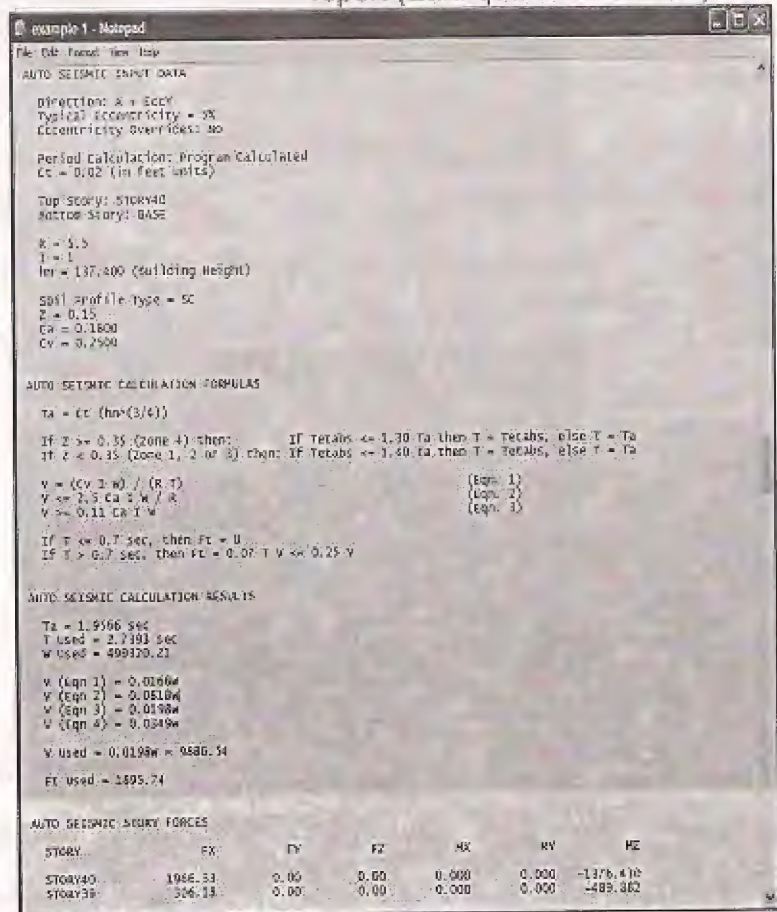 example 1 - Notepad
File Edit Format View Help
AUTO SEISMIC INPUT DATA
Direction: X + EccY
Typical Eccentricity = 5%
Eccentricity Overrides: No
Period Calculation: Program Calculated
Ct = 0.02 (in feet units)
Top Story: STORY40
Bottom Story: BASE
R = 5.5
I = 1
hn = 137.400 (Building Height)
Soil Profile Type = SC
Z = 0.15
Ca = 0.1800
Cv = 0.2500
AUTO SEISMIC CALCULATION FORMULAS
Ta = Ct (hn^(3/4))
If Z >= 0.35 (Zone 4) then: If Tetabs <= 1.30 Ta then T = Tetabs, else T = Ta
If Z < 0.35 (Zone 1, 2 or 3) then: If Tetabs <= 1.40 Ta then T = Tetabs, else T = Ta
V = (Cv I W) / (R T) (Eqn. 1)
V <= 2.5 Ca I W / R (Eqn. 2)
V >= 0.11 Ca I W (Eqn. 3)
If T <= 0.7 sec, then Ft = 0
If T > 0.7 sec, then Ft = 0.07 T V <= 0.25 V
AUTO SEISMIC CALCULATION RESULTS
Ta = 1.9566 sec
T Used = 2.7393 sec
W Used =
V (Eqn 1) = 0.0166W
V (Eqn 2) = 0.0818W
V (Eqn 3) = 0.0198W
V (Eqn 4) = 0.0349W
V Used = 0.0198W = 9886.54
Ft Used = 1895.74
AUTO SEISMIC STORY FORCES
STORY FX FY FZ MX MY MZ
STORY40 1986.33 0.00 0.00 0.000 0.000
STORY39 0.00 0.00 0.000 0.000